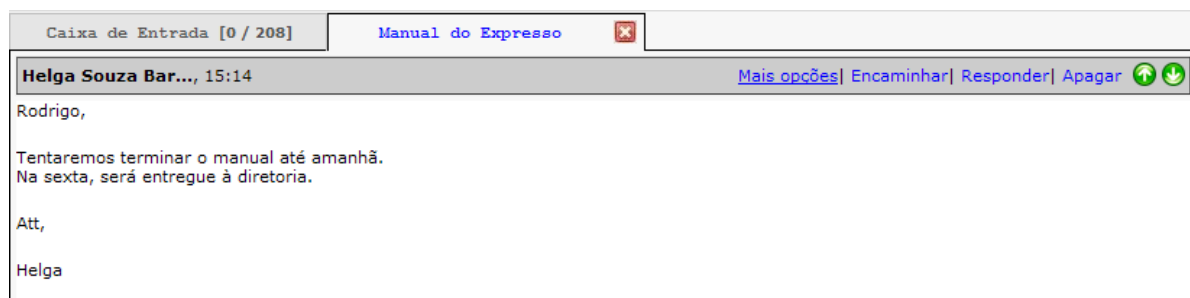 Caixa de Entrada [0 / 208] Manual do Expresso
Helga Souza Bar..., 15:14 Mais opções| Encaminhar| Responder| Apagar
Rodrigo,
Tentaremos terminar o manual até amanhã.
Na sexta, será entregue à diretoria.
Att,
Helga